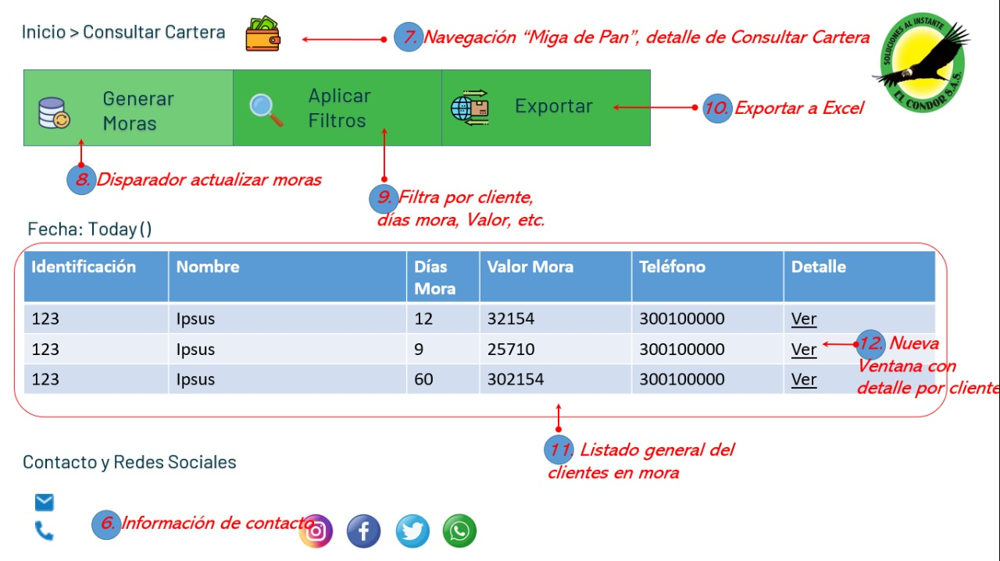 Inicio > Consultar Cartera
7. Navegación “Miga de Pan”, detalle de Consultar Cartera
SOLUCIONES AL INSTANTE
EL CONDOR S.A.S.
Generar
Moras
Aplicar
Filtros
Exportar
10. Exportar a Excel
8. Disparador actualizar moras
9. Filtra por cliente,
días mora, Valor, etc.
Fecha: Today()
Identificación Nombre Días Mora Valor Mora Teléfono Detalle
123 Ipsus 12 32154 300100000 Ver
123 Ipsus 9 25710 300100000 Ver
123 Ipsus 60 302154 300100000 Ver
12. Nueva
Ventana con
detalle por cliente
11. Listado general del
clientes en mora
Contacto y Redes Sociales
6. Información de contacto